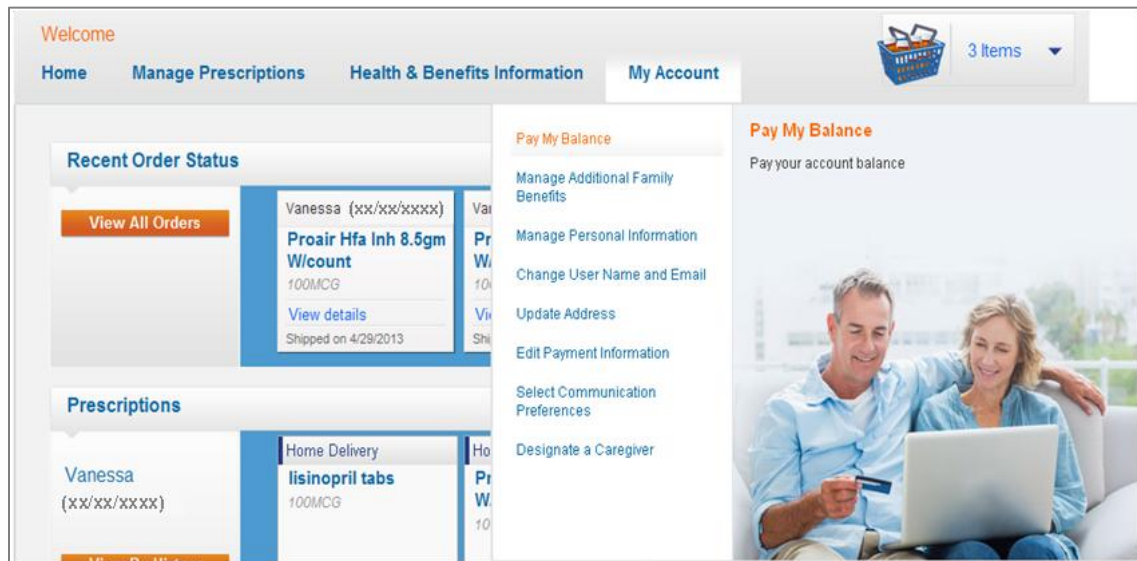 Welcome
Home Manage Prescriptions Health & Benefits Information My Account
3 Items
Recent Order Status
View All Orders
Vanessa (xx/xx/xxxx)
Proair Hfa Inh 8.5gm
W/count
100MCG
View details
Shipped on 4/29/2013
Prescriptions
Vanessa
(xx/xx/xxxx)
Home Delivery
lisinopril tabs
100MCG
Pay My Balance
Manage Additional Family
Benefits
Manage Personal Information
Change User Name and Email
Update Address
Edit Payment Information
Select Communication
Preferences
Designate a Caregiver
Pay My Balance
Pay your account balance